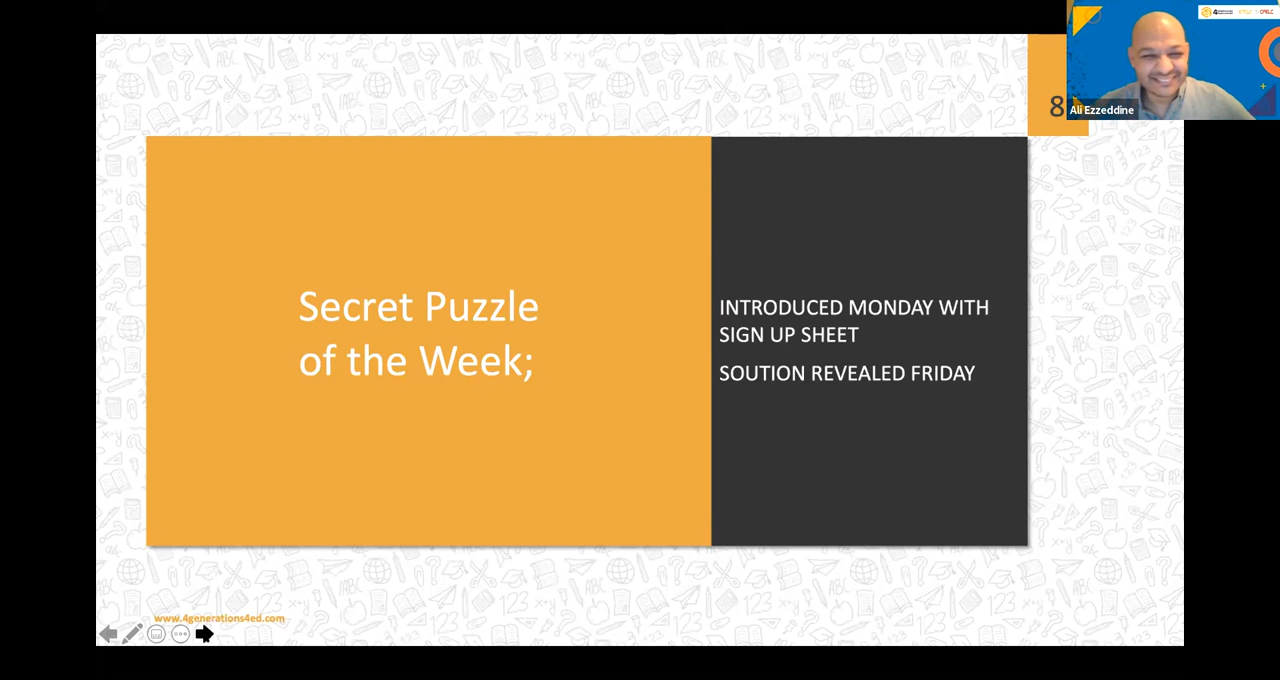 Secret Puzzle
of the Week;
INTRODUCED MONDAY WITH
SIGN UP SHEET
SOUTION REVEALED FRIDAY
8
Ali Ezzeddine
www.4generations4ed.com